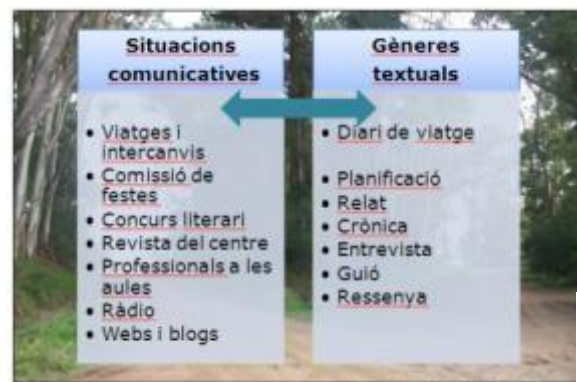 Situacions
comunicatives
• Viatges i
intercanvis
• Comissió de
festes
• Concurs literari
• Revista del centre
• Professionals a les
aules
• Ràdio
• Webs i blogs
Gèneres
textuals
• Diari de viatge
• Planificació
• Relat
• Crònica
• Entrevista
• Guió
• Ressenya